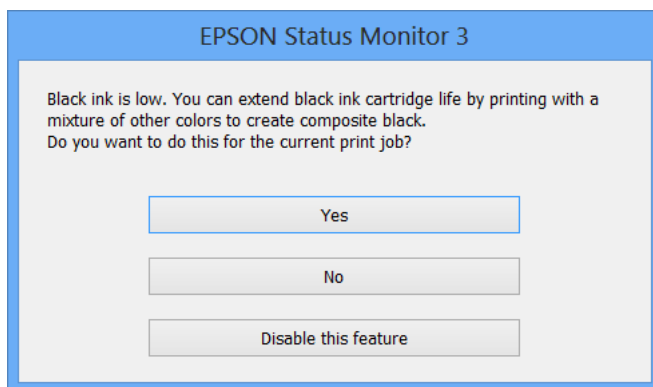 EPSON Status Monitor 3
Black ink is low. You can extend black ink cartridge life by printing with a
mixture of other colors to create composite black.
Do you want to do this for the current print job?
Yes
No
Disable this feature